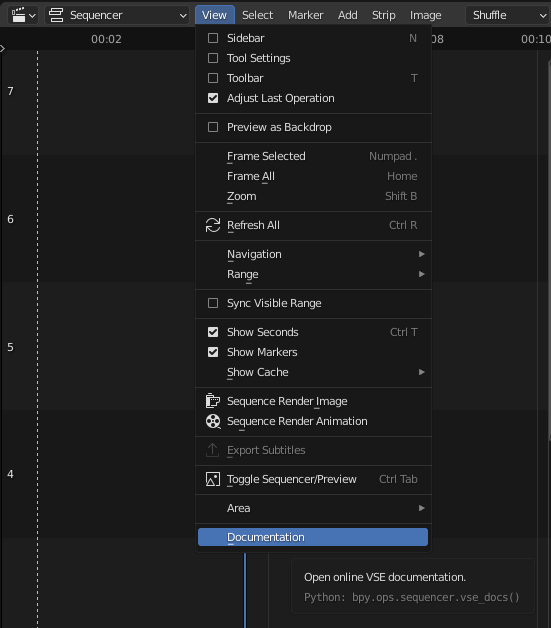 Sequencer View Select Marker Add Strip Image Shuffle
00:02 08 00:10
Sidebar N
Tool Settings
Toolbar T
Adjust Last Operation
Preview as Backdrop
Frame Selected Numpad .
Frame All Home
Zoom Shift B
Refresh All Ctrl R
Navigation
Range
Sync Visible Range
Show Seconds Ctrl T
Show Markers
Show Cache
Sequence Render Image
Sequence Render Animation
Export Subtitles
Toggle Sequencer/Preview Ctrl Tab
Area
Documentation
Open online VSE documentation.
Python: bpy.ops.sequencer.vse_docs()
7
6
5
4